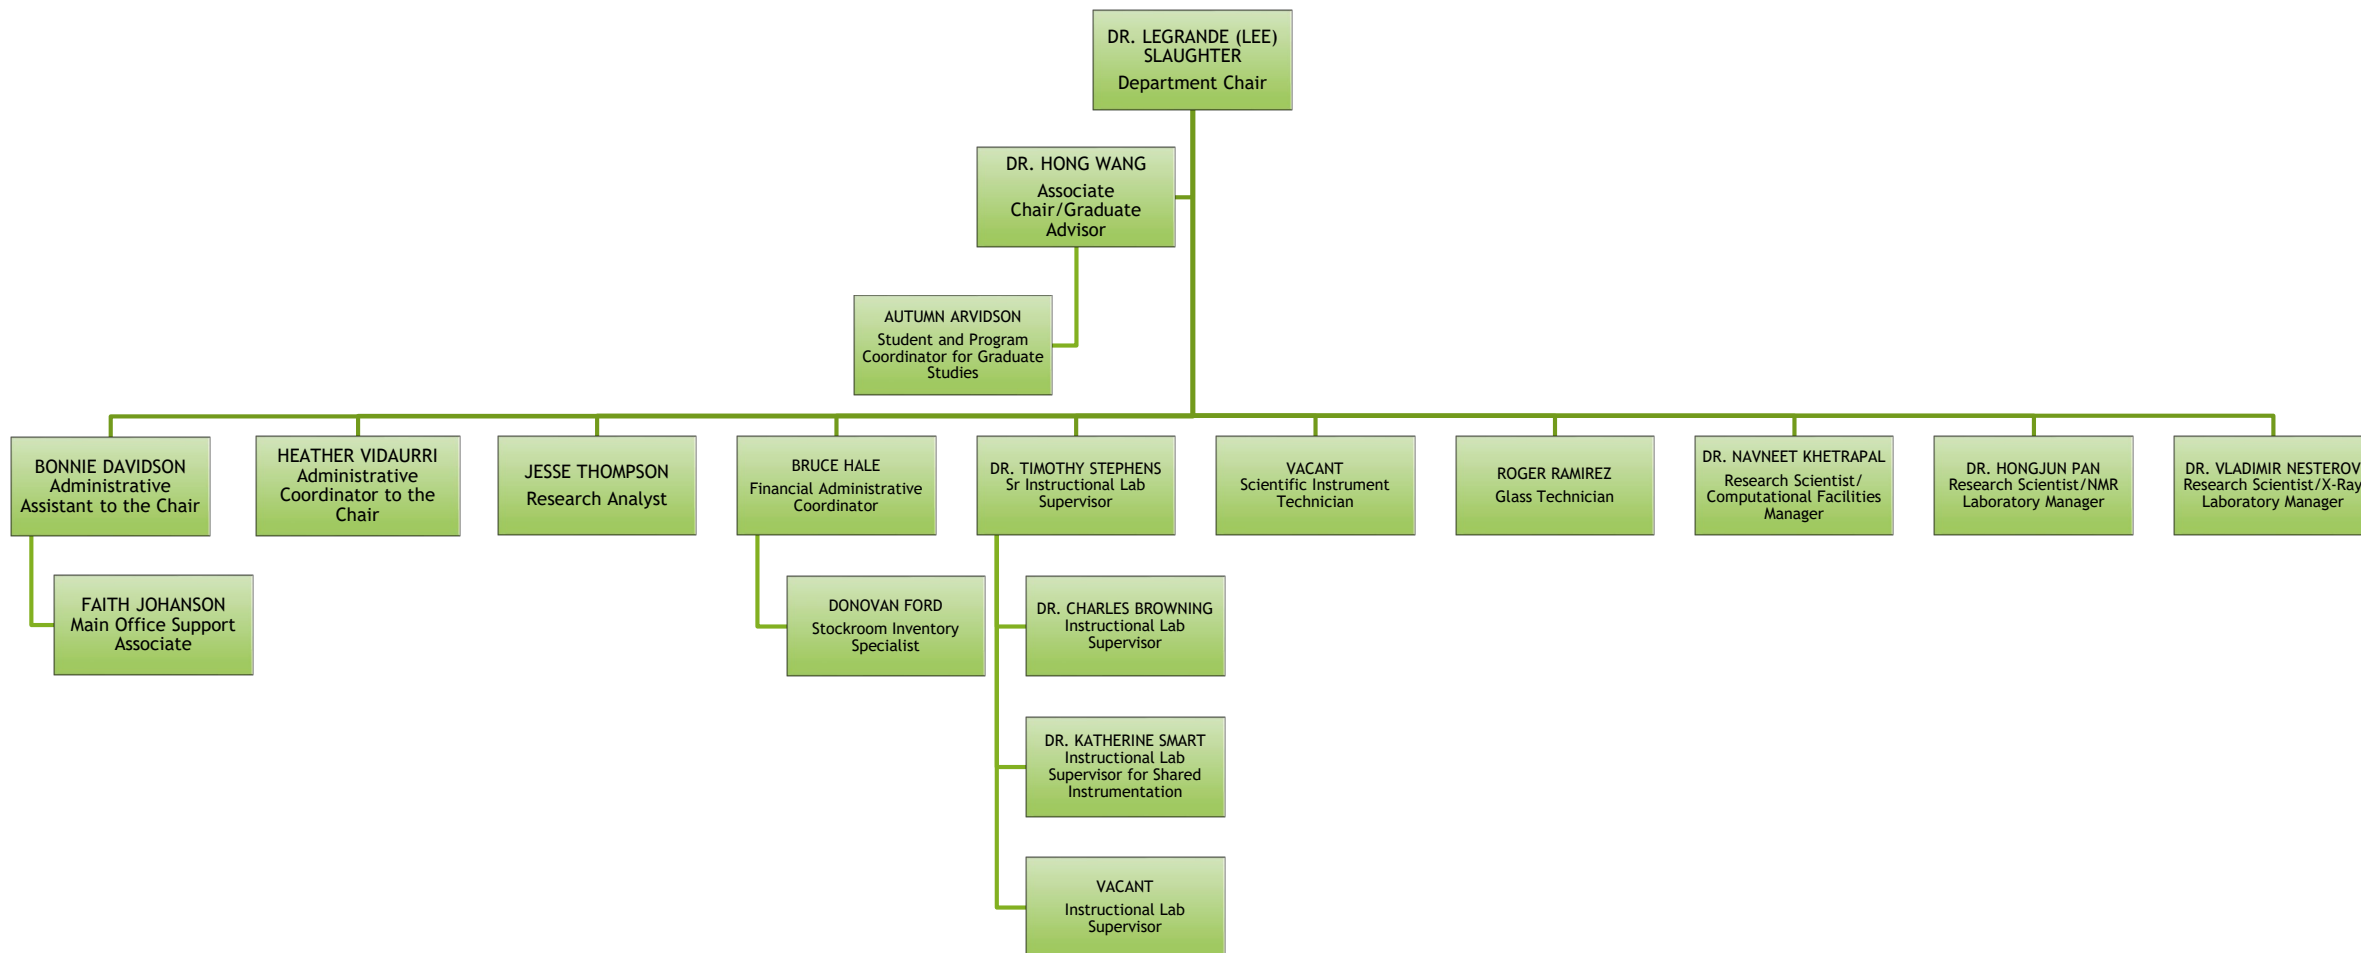 DR. LEGRANDE (LEE)
SLAUGHTER
Department Chair
DR. HONG WANG
Associate
Chair/Graduate
Advisor
AUTUMN ARVIDSON
Student and Program
Coordinator for Graduate
Studies
BONNIE DAVIDSON
Administrative
Assistant to the Chair
HEATHER VIDAURRI
Administrative
Coordinator to the
Chair
JESSE THOMPSON
Research Analyst
BRUCE HALE
Financial Administrative
Coordinator
DR. TIMOTHY STEPHENS
Sr Instructional Lab
Supervisor
VACANT
Scientific Instrument
Technician
ROGER RAMIREZ
Glass Technician
DR. NAVNEET KHETRAPAL
Research Scientist/
Computational Facilities
Manager
DR. HONGJUN PAN
Research Scientist/NMR
Laboratory Manager
DR. VLADIMIR NESTEROV
Research Scientist/X-Ray
Laboratory Manager
FAITH JOHANSON
Main Office Support
Associate
DONOVAN FORD
Stockroom Inventory
Specialist
DR. CHARLES BROWNING
Instructional Lab
Supervisor
DR. KATHERINE SMART
Instructional Lab
Supervisor for Shared
Instrumentation
VACANT
Instructional Lab
Supervisor